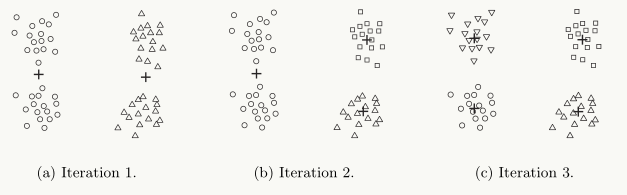 (a) Iteration 1.
(b) Iteration 2.
(c) Iteration 3.